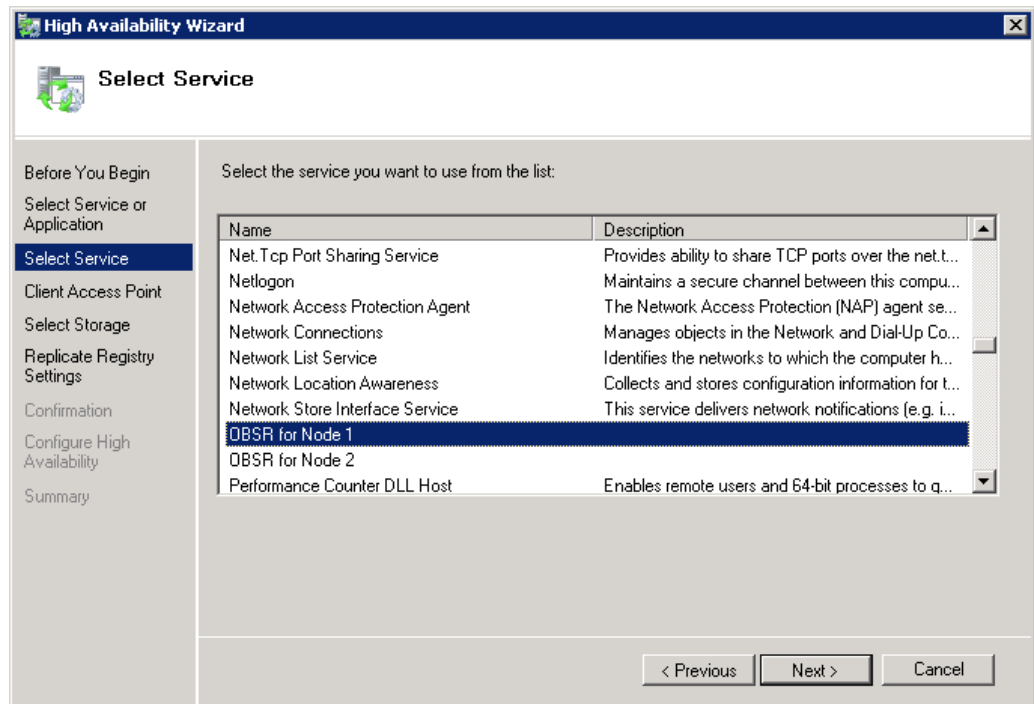 High Availability Wizard
Select Service
Before You Begin
Select Service or
Application
Select Service
Client Access Point
Select Storage
Replicate Registry
Settings
Confirmation
Configure High
Availability
Summary
Select the service you want to use from the list:
Name Description
Net.Tcp Port Sharing Service Provides ability to share TCP ports over the net.t...
Netlogon Maintains a secure channel between this compu...
Network Access Protection Agent The Network Access Protection (NAP) agent se...
Network Connections Manages objects in the Network and Dial-Up Co...
Network List Service Identifies the networks to which the computer h...
Network Location Awareness Collects and stores configuration information for t...
Network Store Interface Service This service delivers network notifications (e.g. i...
OBSR for Node 1
OBSR for Node 2
Performance Counter DLL Host Enables remote users and 64-bit processes to q...
< Previous Next > Cancel